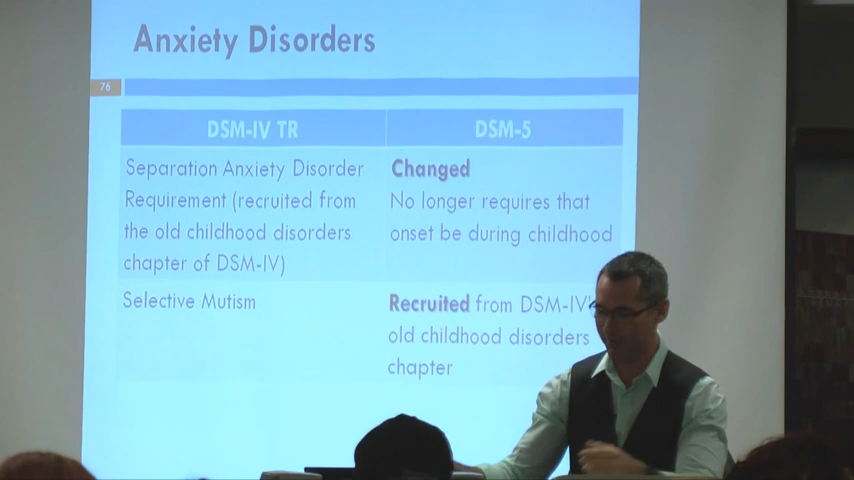 Anxiety Disorders
76
DSM-IV TR
DSM-5
Separation Anxiety Disorder
Requirement (recruited from
the old childhood disorders
chapter of DSM-IV)
Changed
No longer requires that
onset be during childhood
Selective Mutism
Recruited from DSM-IV'
old childhood disorders
chapter